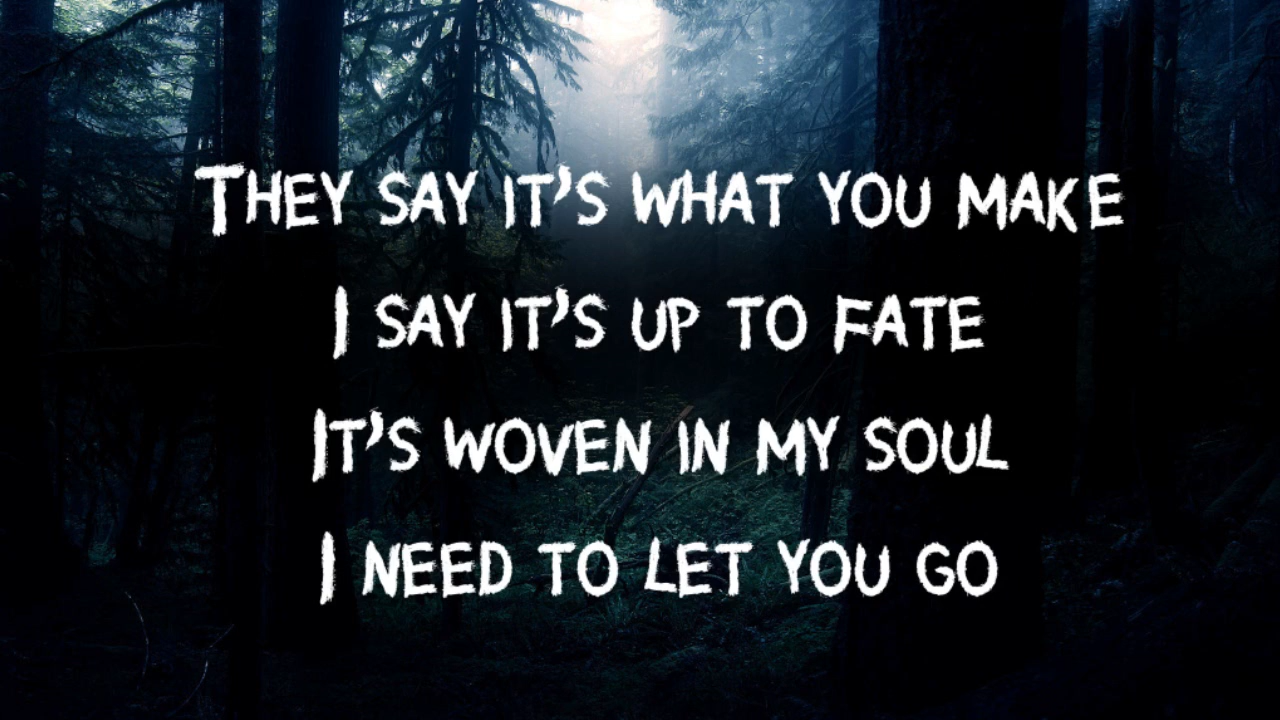 They say it's what you make
I say it's up to fate
It's woven in my soul
I need to let you go